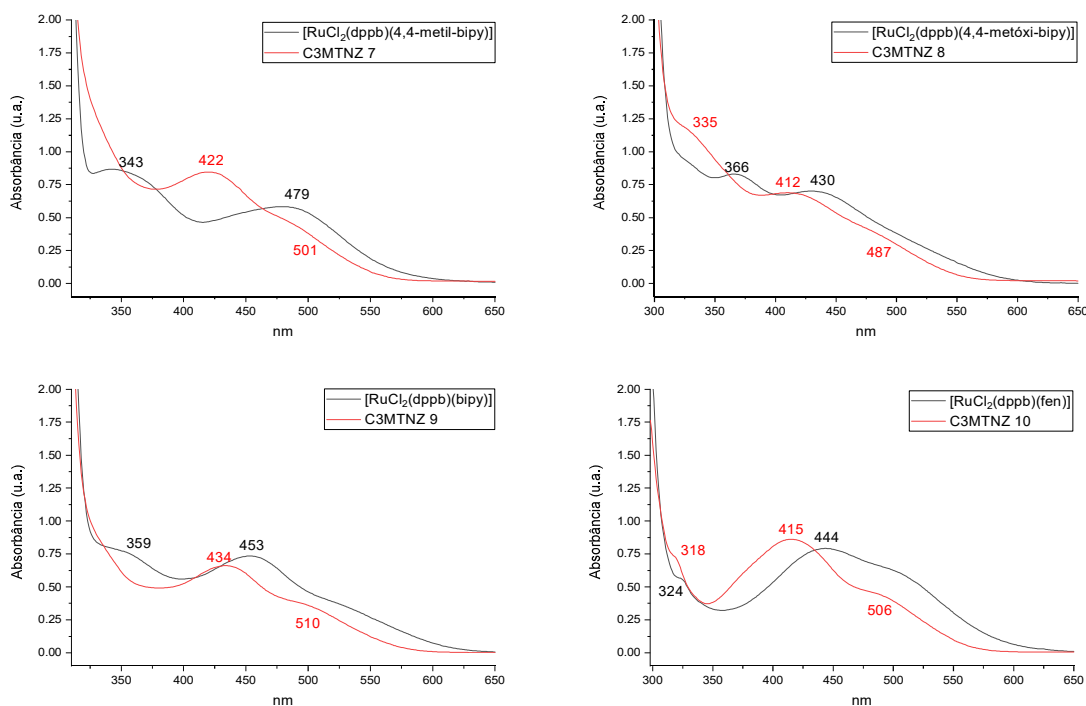 [RuCl₂(dppb)(4,4-metil-bipy)]
C3MTNZ 7
343
422
479
501
Absorbância (u.a.)
2.00
1.75
1.50
1.25
1.00
0.75
0.50
0.25
0.00
350 400 450 500 550 600 650
nm
[RuCl₂(dppb)(4,4-metóxi-bipy)]
C3MTNZ 8
335
366
412
430
487
Absorbância (u.a.)
2.00
1.75
1.50
1.25
1.00
0.75
0.50
0.25
0.00
300 350 400 450 500 550 600 650
nm
[RuCl₂(dppb)(bipy)]
C3MTNZ 9
359
434
453
510
Absorbância (u.a.)
2.00
1.75
1.50
1.25
1.00
0.75
0.50
0.25
0.00
350 400 450 500 550 600 650
nm
[RuCl₂(dppb)(fen)]
C3MTNZ 10
318
324
415
444
506
Absorbância (u.a.)
2.00
1.75
1.50
1.25
1.00
0.75
0.50
0.25
0.00
300 350 400 450 500 550 600 650
nm